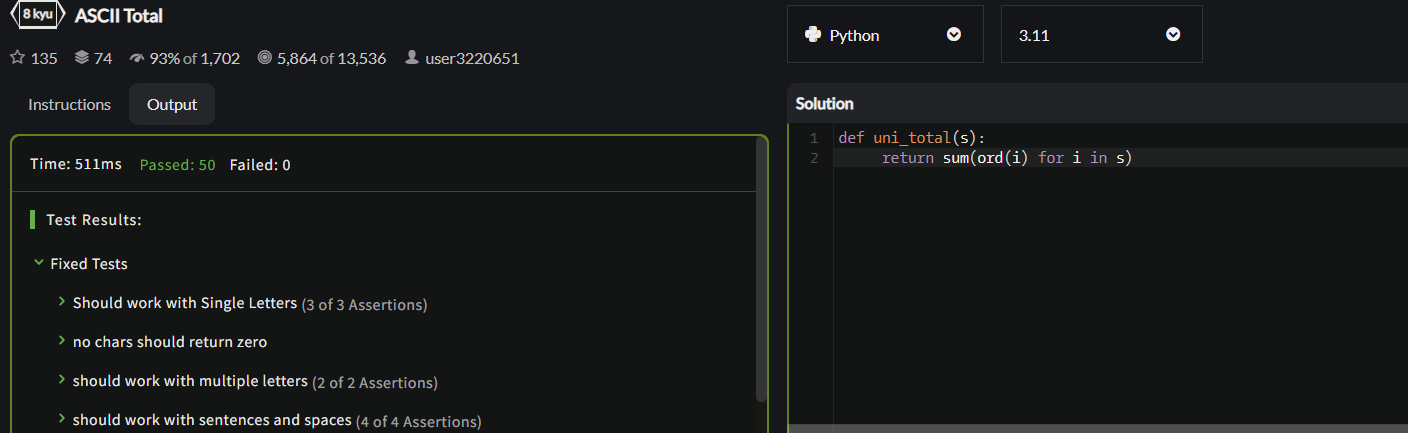 8 kyu ASCII Total
135 74 93% of 1,702 5,864 of 13,536 user3220651
Instructions Output
Time: 511ms Passed: 50 Failed: 0
Test Results:
Fixed Tests
Should work with Single Letters (3 of 3 Assertions)
no chars should return zero
should work with multiple letters (2 of 2 Assertions)
should work with sentences and spaces (4 of 4 Assertions)
Python 3.11
Solution
1 def uni_total(s):
2 return sum(ord(i) for i in s)